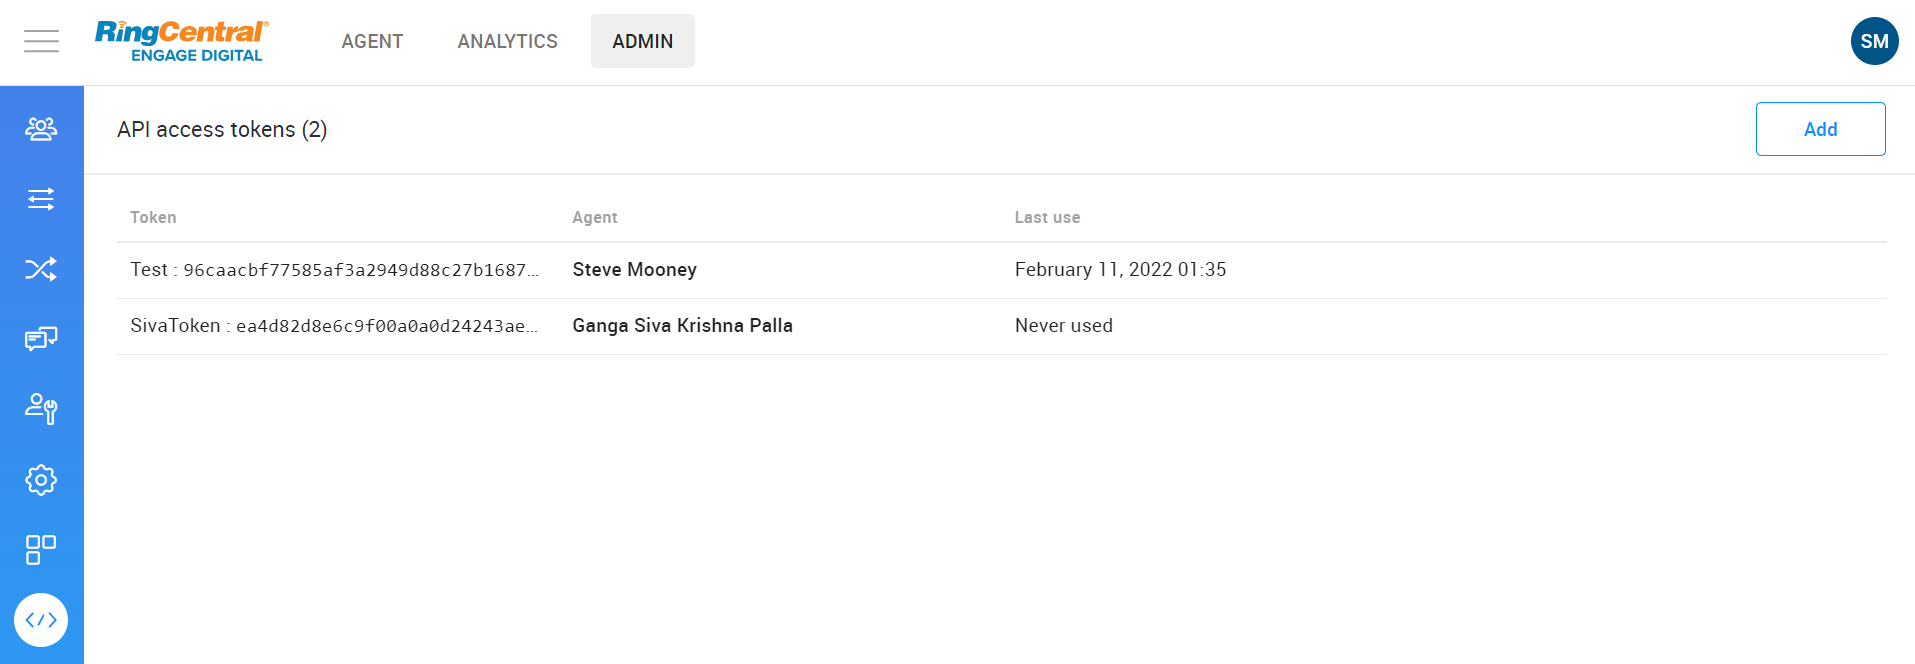 RingCentral®
ENGAGE DIGITAL
AGENT
ANALYTICS
ADMIN
SM
API access tokens (2)
Add
Token Agent Last use
Test : 96caacbf77585af3a2949d88c27b1687... Steve Mooney February 11, 2022 01:35
SivaToken : ea4d82d8e6c9f00a0a0d24243ae... Ganga Siva Krishna Palla Never used